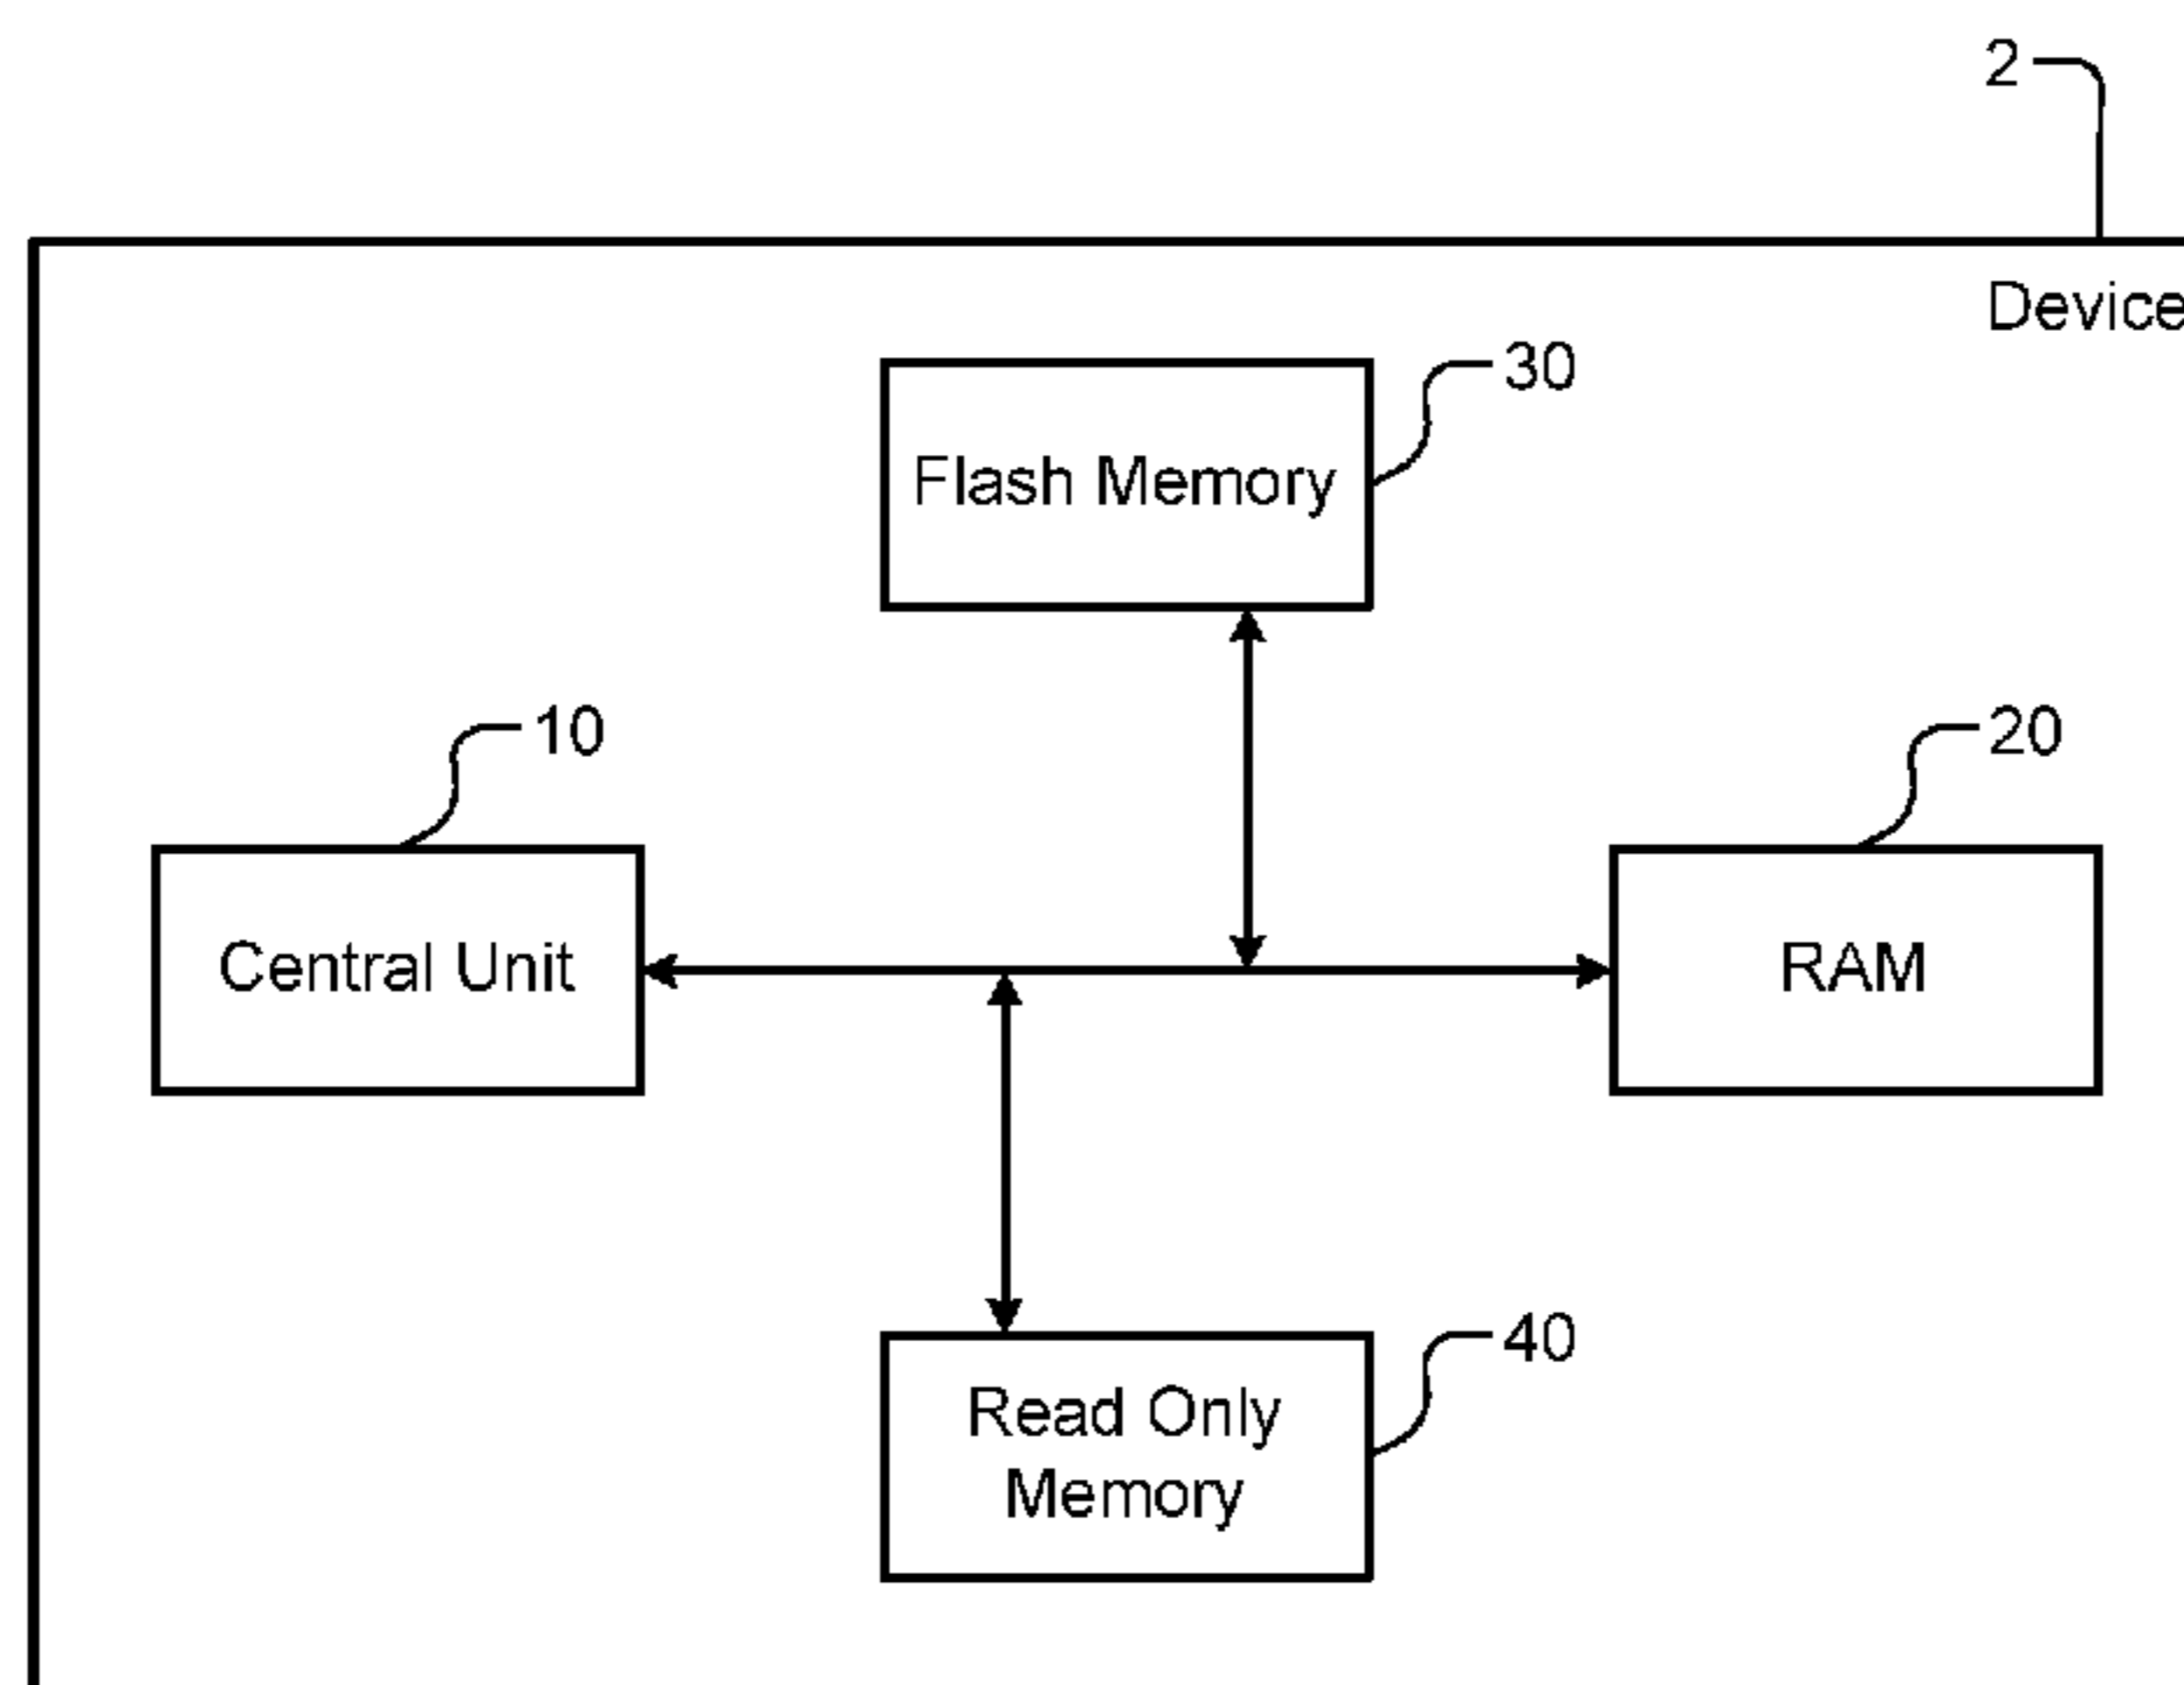 2
Device
30
Flash Memory
10
20
Central Unit
RAM
40
Read Only
Memory